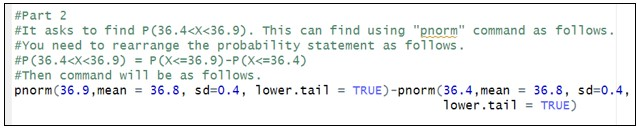 #Part 2
#It asks to find P(36.4<X<36.9). This can find using "pnorm" command as follows.
#You need to rearrange the probability statement as follows.
#P(36.4<X<36.9) = P(X<=36.9)-P(X<=36.4)
#Then command will be as follows.
pnorm(36.9,mean = 36.8, sd=0.4, lower.tail = TRUE)-pnorm(36.4,mean = 36.8, sd=0.4,
lower.tail = TRUE)